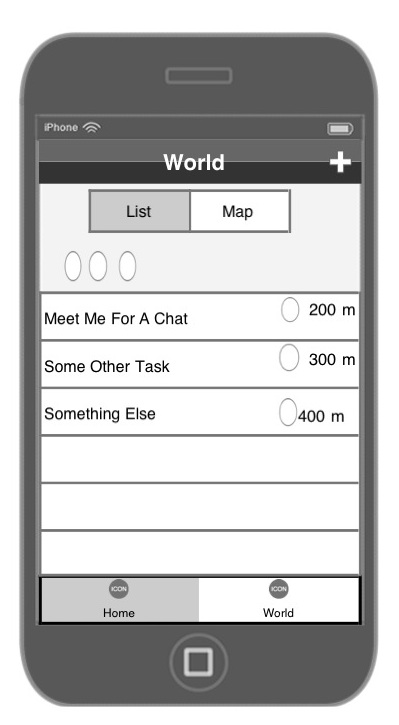 iPhone
World
List Map
Meet Me For A Chat 200 m
Some Other Task 300 m
Something Else 400 m
ICON ICON
Home World